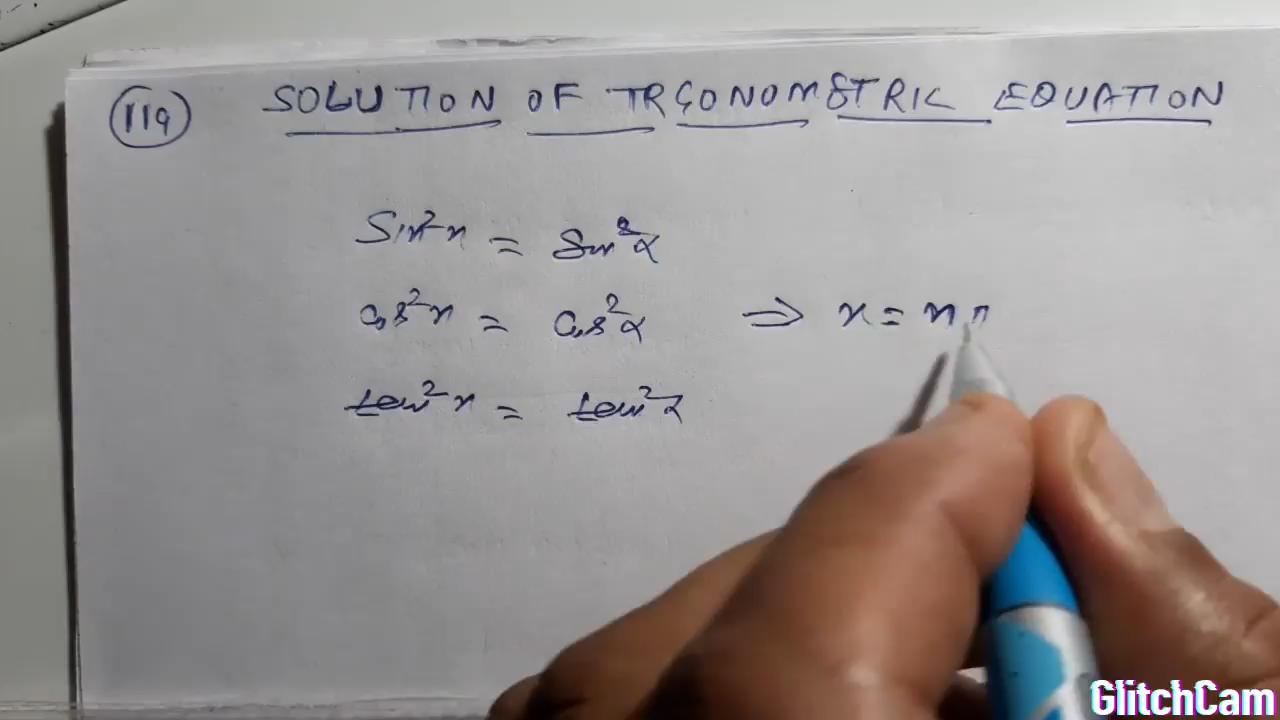 119 SOLUTION OF TRGONOMETRIC EQUATION
Sin²x = Sin²α
Cos²x = Cos²α ⇒ x = nπ
tan²x = tan²α
GlitchCam